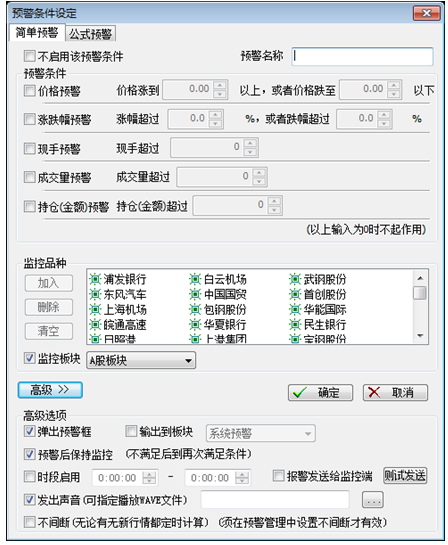 预警条件设定
简单预警 公式预警
不启用该预警条件 预警名称
预警条件
价格预警 价格涨到 0.00 以上，或者价格跌至 0.00 以下
涨跌幅预警 涨幅超过 0.0 %，或者跌幅超过 0.0 %
现手预警 现手超过 0
成交量预警 成交量超过 0
持仓(金额)预警 持仓(金额)超过 0
(以上输入为0时不起作用)
监控品种
加入 浦发银行 白云机场 武钢股份
删除 东风汽车 中国国贸 首创股份
上海机场 包钢股份 华能国际
清空 皖通高速 华夏银行 民生银行
日照港 上港集团 宝钢股份
监控板块 A股板块
高级 >> 确定 取消
高级选项
弹出预警框 输出到板块 系统预警
预警后保持监控 (不满足后到再次满足条件)
时段启用 0:00:00 - 0:00:00 报警发送给监控端 测试发送
发出声音(可指定播放WAVE文件) ...
不间断(无论有无新行情都定时计算) (须在预警管理中设置不间断才有效)